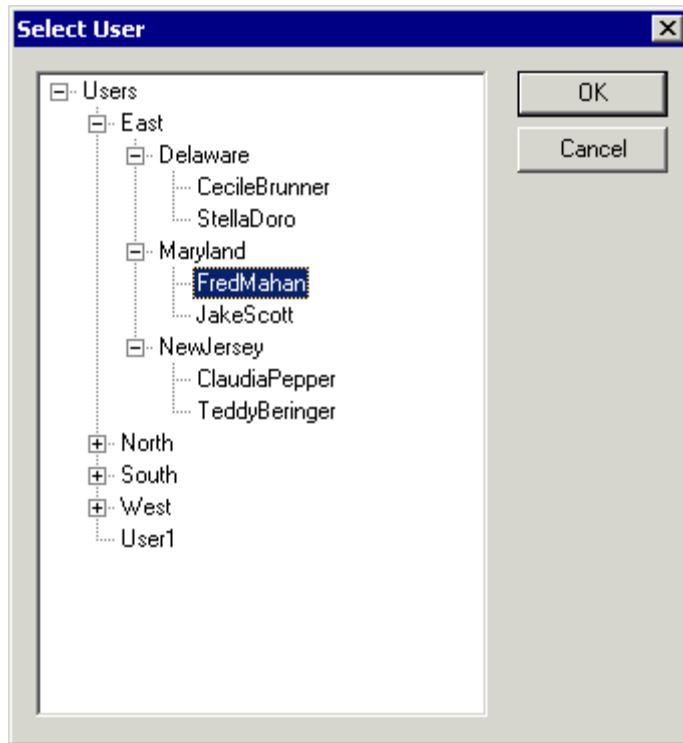 Select User
Users
OK
East
Cancel
Delaware
CecileBrunner
StellaDoro
Maryland
FredMahan
JakeScott
NewJersey
ClaudiaPepper
TeddyBeringer
North
South
West
User1